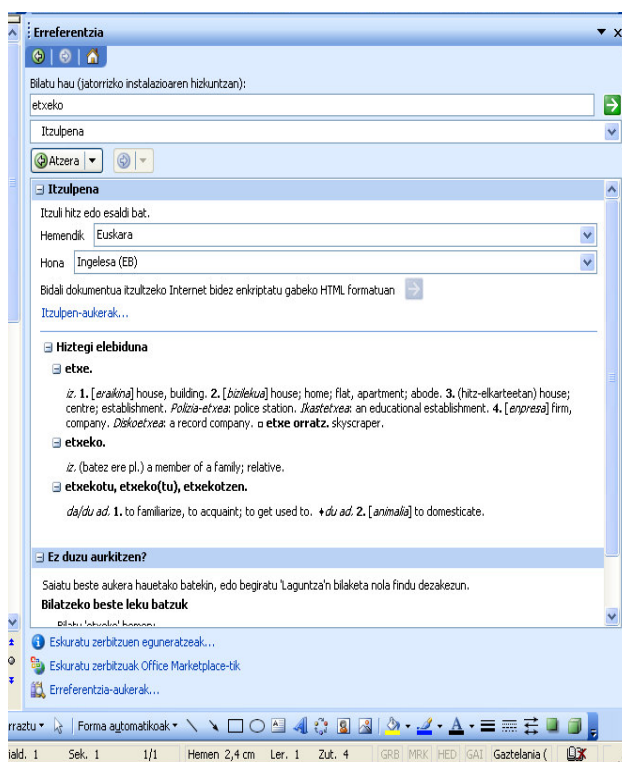 Erreferentzia
Bilatu hau (jatorrizko instalazioaren hizkuntzan):
etxeko
Itzulpena
Atzera
Itzulpena
Itzuli hitz edo esaldi bat.
Hemendik Euskara
Hona Ingelesa (EB)
Bidali dokumentua itzultzeko Internet bidez enkriptatu gabeko HTML formatuan
Itzulpen-aukerak...
Hiztegi elebiduna
etxe.
iz. 1. [eraikina] house, building. 2. [bizilekua] house; home; flat, apartment; abode. 3. (hitz-elkarteetan) house;
centre; establishment. Polizia-etxea: police station. Ikastetxea: an educational establishment. 4. [enpresa] firm,
company. Diskoetxea: a record company. ◘ etxe orratz. skyscraper.
etxeko.
iz. (batez ere pl.) a member of a family; relative.
etxekotu, etxeko(tu), etxekotzen.
da/du ad. 1. to familiarize, to acquaint; to get used to. ♦du ad. 2. [animalia] to domesticate.
Ez duzu aurkitzen?
Saiatu beste aukera hauetako batekin, edo begiratu 'Laguntza'n bilaketa nola findu dezakezun.
Bilatzeko beste leku batzuk
Bilatu 'etxeko' hemen:
Eskuratu zerbitzuen eguneratzeak...
Eskuratu zerbitzuak Office Marketplace-tik
Erreferentzia-aukerak...
rraztu Forma automatikoak
iald. 1 Sek. 1 1/1 Hemen 2,4 cm Ler. 1 Zut. 4 GRB MRK HED GAI Gaztelania (